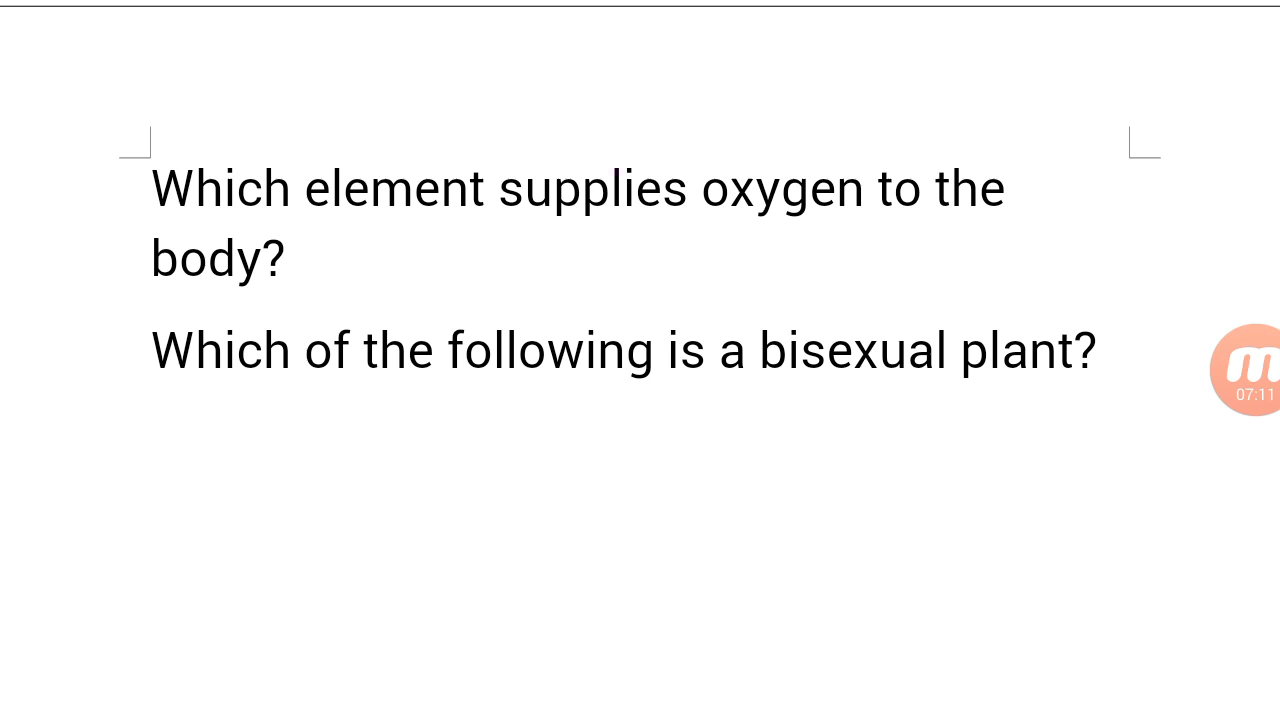 Which element supplies oxygen to the
body?
Which of the following is a bisexual plant?
07:11